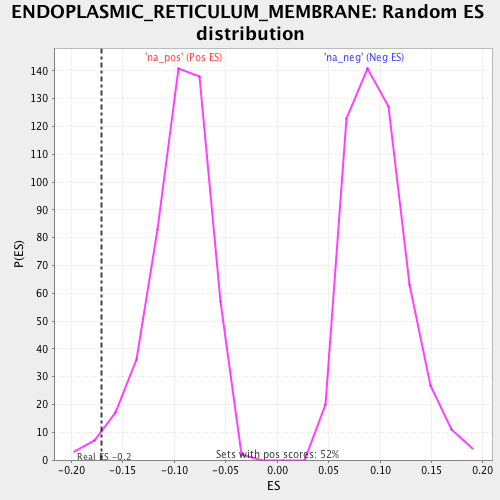 ENDOPLASMIC_RETICULUM_MEMBRANE: Random ES
distribution
'na_pos' (Pos ES)
'na_neg' (Neg ES)
P(ES)
140
130
120
110
100
90
80
70
60
50
40
30
20
10
0
Real ES -0.2
Sets with pos scores: 52%
-0.20 -0.15 -0.10 -0.05 0.00 0.05 0.10 0.15 0.20
ES